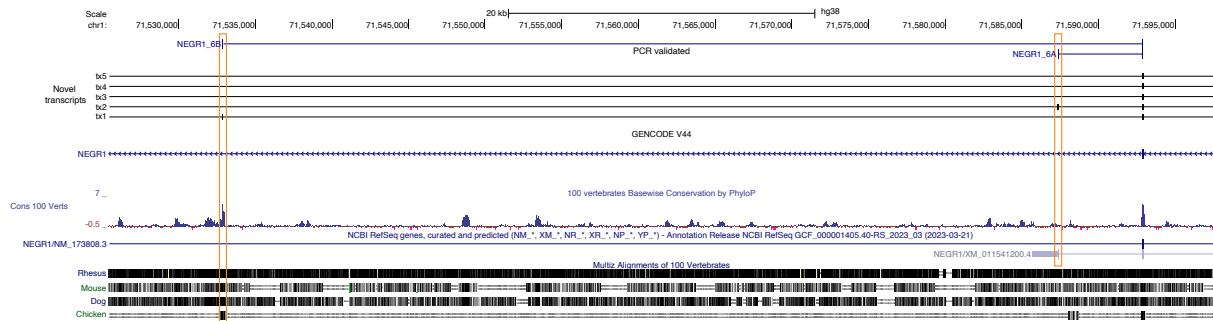 Scale
20 kb
hg38
chr1:
71,530,000
71,535,000
71,540,000
71,545,000
71,550,000
71,555,000
71,560,000
71,565,000
71,570,000
71,575,000
71,580,000
71,585,000
71,590,000
71,595,000
NEGR1_6B
PCR validated
NEGR1_6A
Novel
transcripts
tx5
tx4
tx3
tx2
tx1
GENCODE V44
NEGR1
7 _
100 vertebrates Basewise Conservation by PhyloP
Cons 100 Verts
-0.5 _
NCBI RefSeq genes, curated and predicted (NM_*, XM_*, NR_*, XR_*, NP_*, YP_*) - Annotation Release NCBI RefSeq GCF_000001405.40-RS_2023_03 (2023-03-21)
NEGR1/NM_173808.3
NEGR1/XM_011541200.4
Multiz Alignments of 100 Vertebrates
Rhesus
Mouse
Dog
Chicken